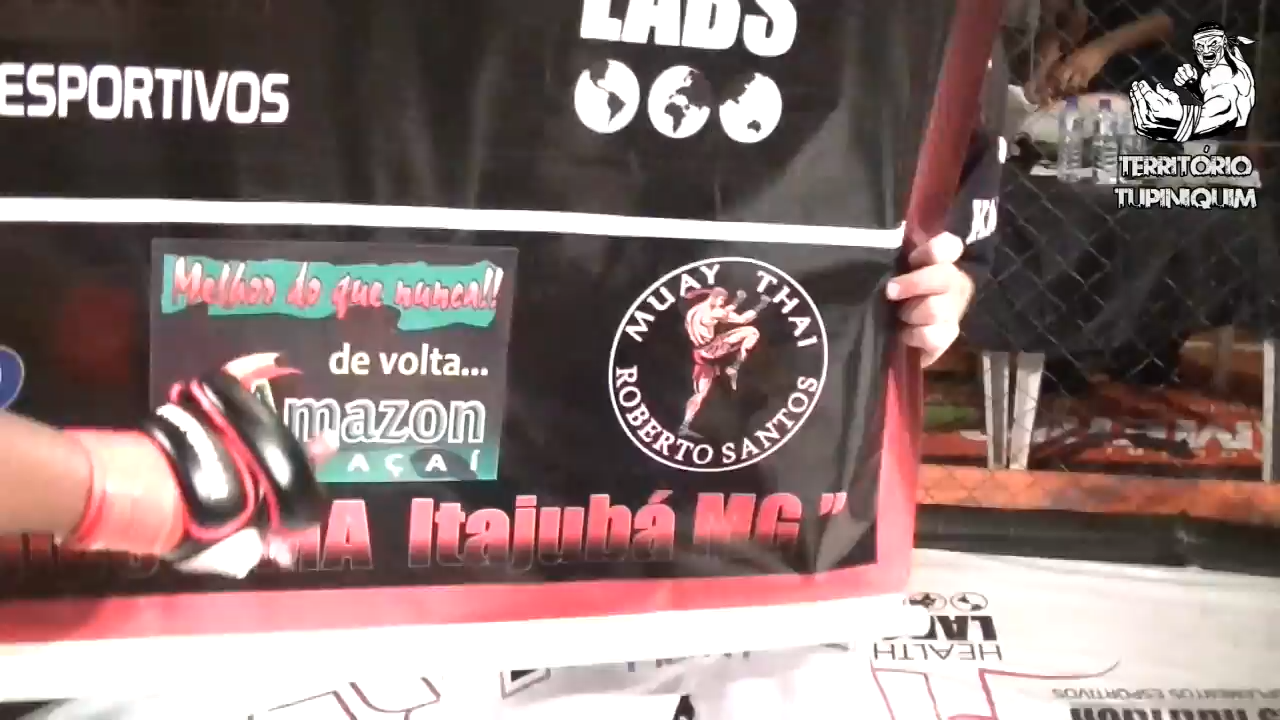 LABS
ESPORTIVOS
TERRITÓRIO
TUPINIQUIM
Melhor do que nunca!!
de volta...
Amazon
AÇAÍ
MUAY THAI
ROBERTO SANTOS
MMA Itajubá MG "
LABS
HEALTH